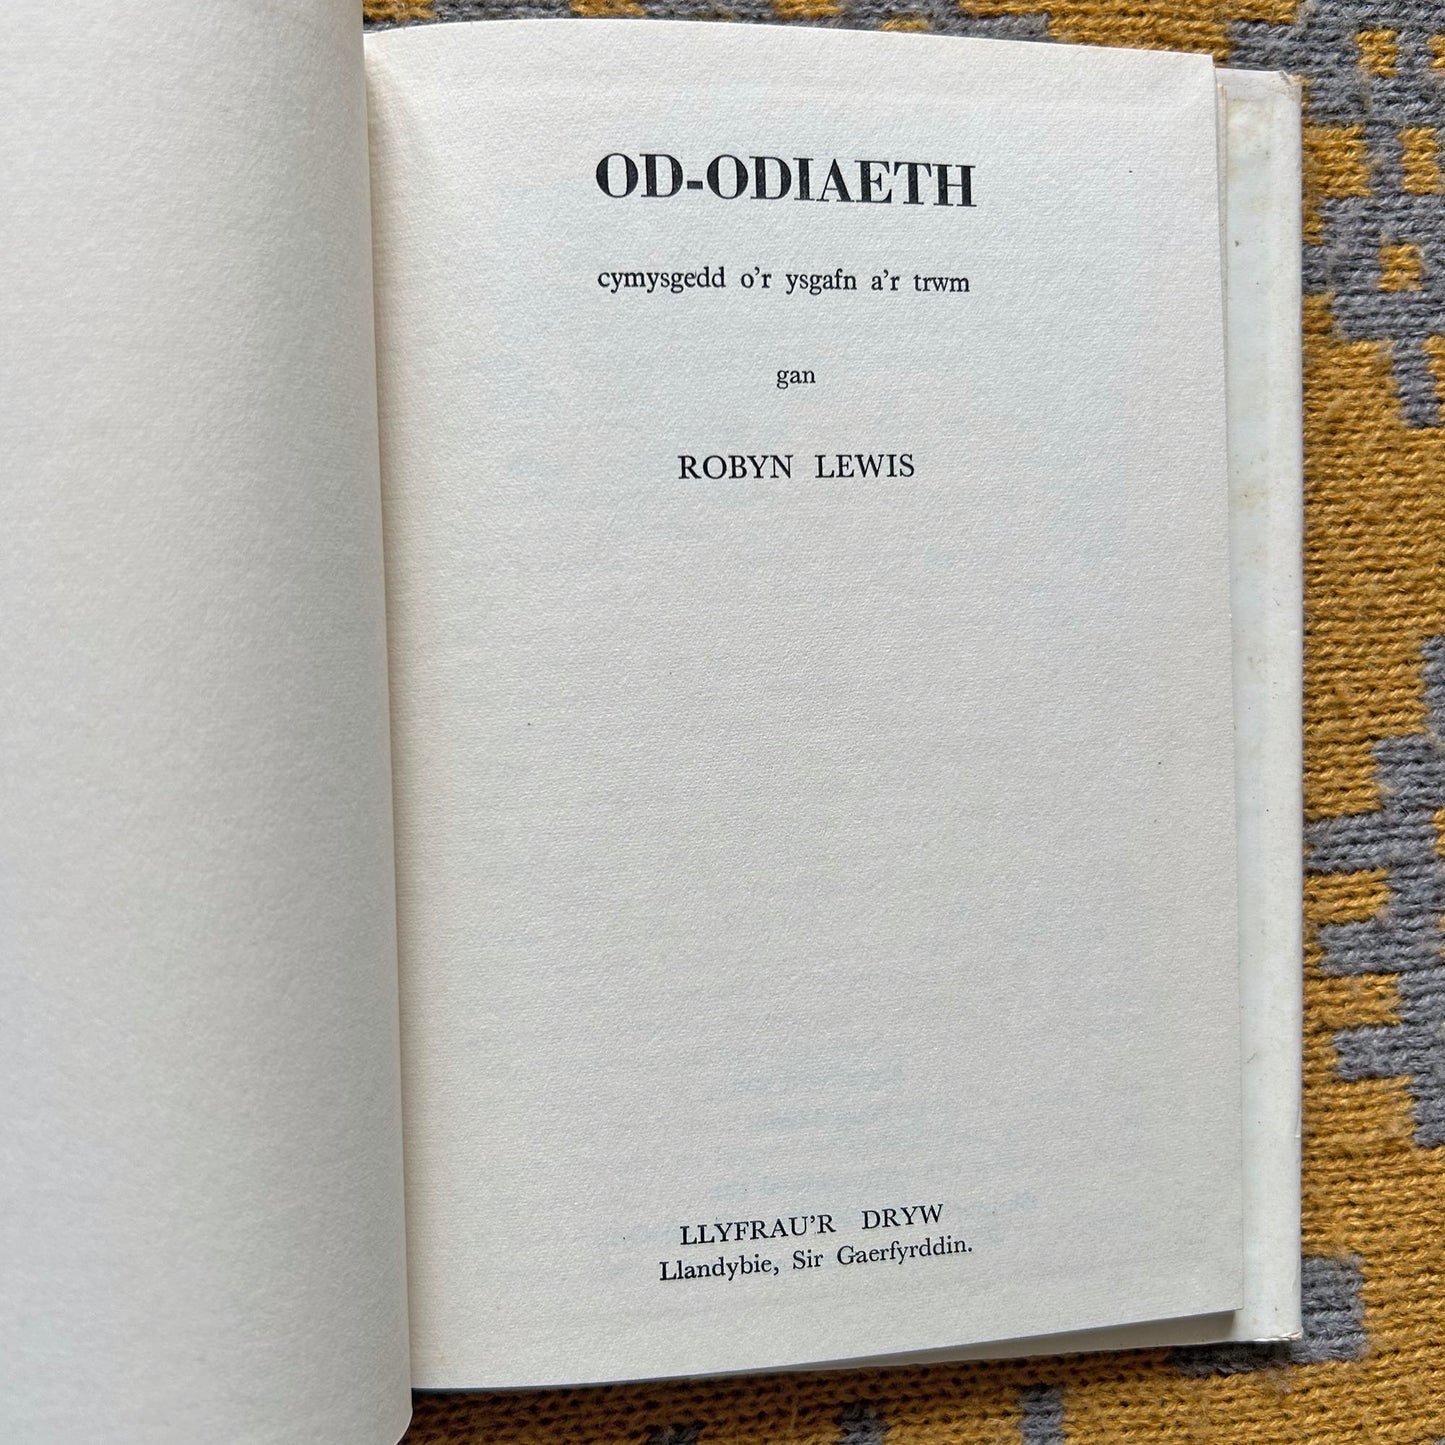 OD-ODIAETH
cymysgedd o'r ysgafn a'r trwm
gan
ROBYN LEWIS
LLYFRAU'R DRYW
Llandybie, Sir Gaerfyrddin.